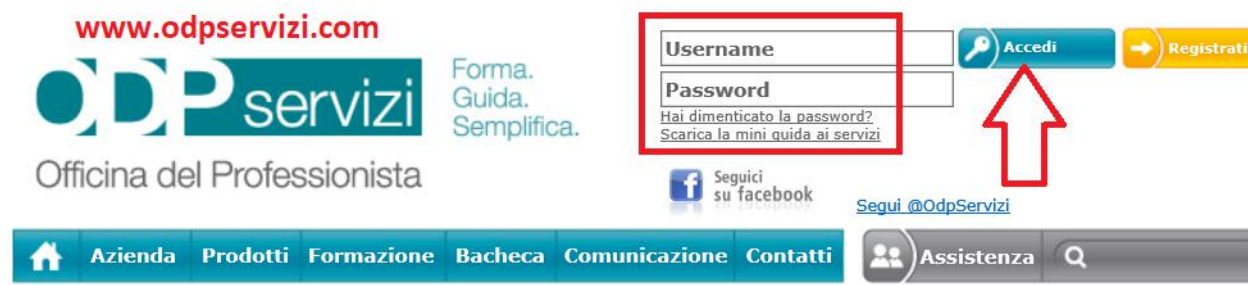 www.odpservizi.com
ODP servizi
Forma.
Guida.
Semplifica.
Officina del Professionista
Username
Password
Hai dimenticato la password?
Scarica la mini guida ai servizi
Accedi
Registrati
f Seguici
su facebook
Segui @OdpServizi
Azienda Prodotti Formazione Bacheca Comunicazione Contatti
Assistenza